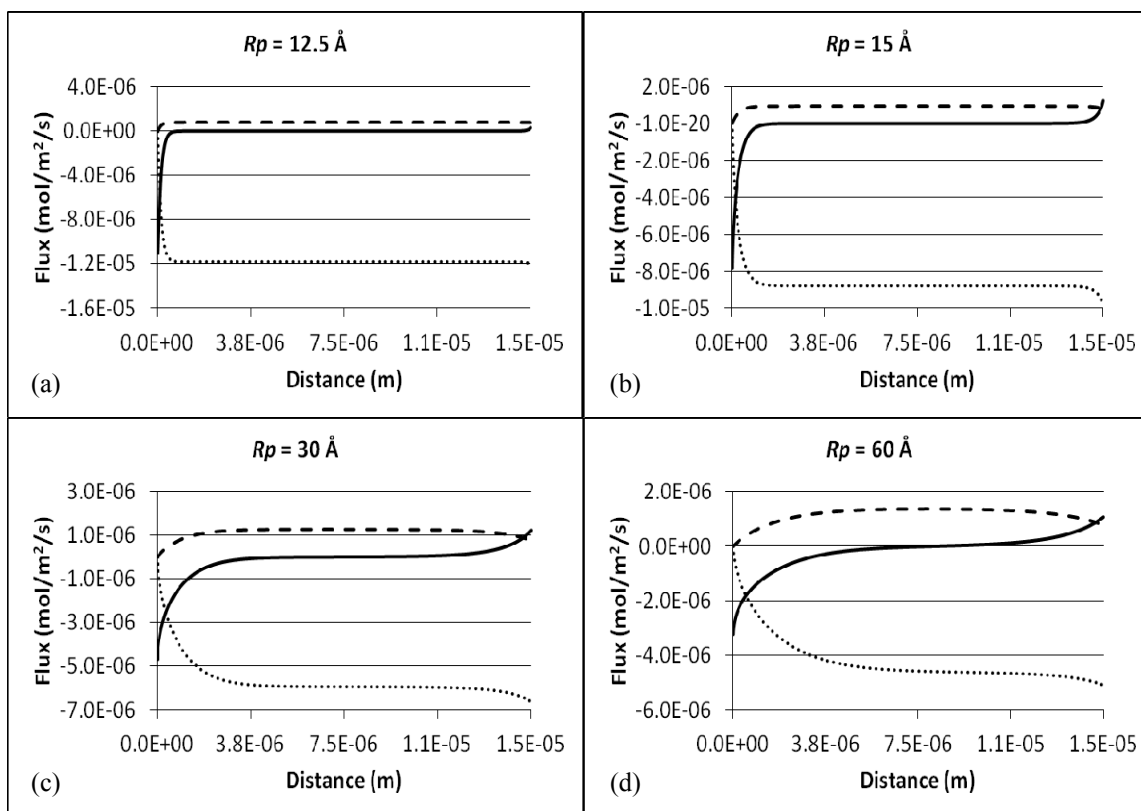 Rp = 12.5 Å
Flux (mol/m²/s)
4.0E-06
0.0E+00
-4.0E-06
-8.0E-06
-1.2E-05
-1.6E-05
0.0E+00 3.8E-06 7.5E-06 1.1E-05 1.5E-05
Distance (m)
(a)
Rp = 15 Å
Flux (mol/m²/s)
2.0E-06
-1.0E-20
-2.0E-06
-4.0E-06
-6.0E-06
-8.0E-06
-1.0E-05
0.0E+00 3.8E-06 7.5E-06 1.1E-05 1.5E-05
Distance (m)
(b)
Rp = 30 Å
Flux (mol/m²/s)
3.0E-06
1.0E-06
-1.0E-06
-3.0E-06
-5.0E-06
-7.0E-06
0.0E+00 3.8E-06 7.5E-06 1.1E-05 1.5E-05
Distance (m)
(c)
Rp = 60 Å
Flux (mol/m²/s)
2.0E-06
0.0E+00
-2.0E-06
-4.0E-06
-6.0E-06
0.0E+00 3.8E-06 7.5E-06 1.1E-05 1.5E-05
Distance (m)
(d)